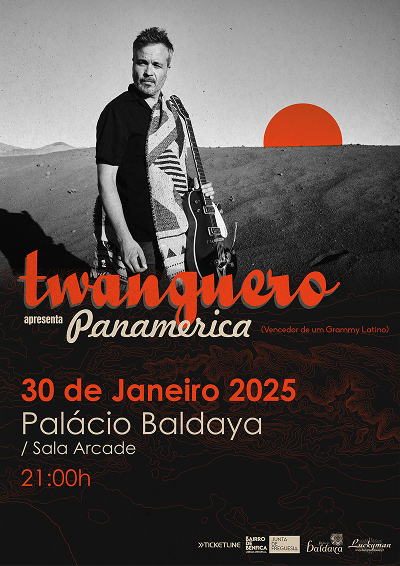 twanguero
apresenta Panamerica (Vencedor de um Grammy Latino)
30 de Janeiro 2025
Palácio Baldaya
/ Sala Arcade
21:00h
TICKETLINE
BAIRRO
DE BENFICA
JUNTA
DE
FREGUESIA
baldaya
Luckyman